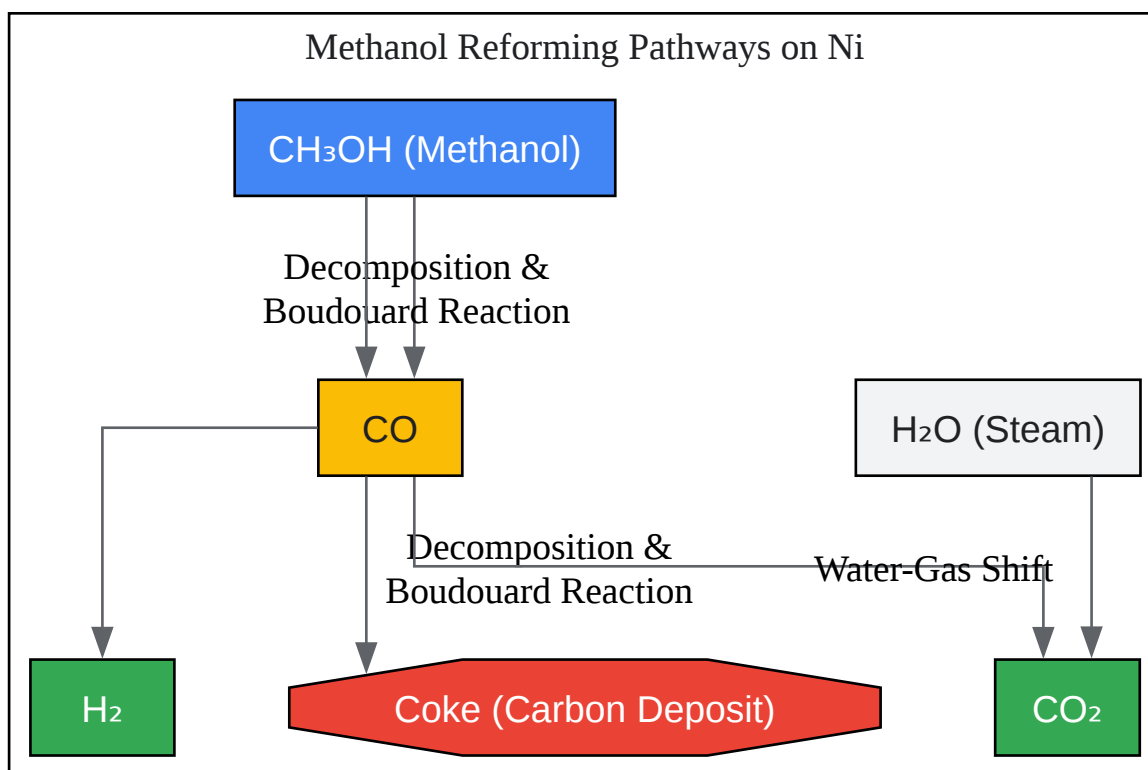 Methanol Reforming Pathways on Ni
CH₃OH (Methanol)
Decomposition &
Boudouard Reaction
CO
H₂O (Steam)
Decomposition &
Boudouard Reaction
Water-Gas Shift
H₂
Coke (Carbon Deposit)
CO₂